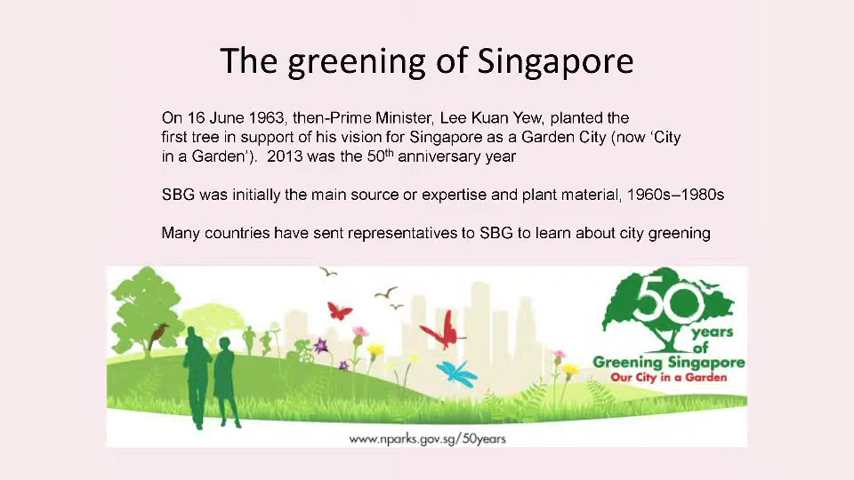 The greening of Singapore
On 16 June 1963, then-Prime Minister, Lee Kuan Yew, planted the
first tree in support of his vision for Singapore as a Garden City (now ‘City
in a Garden’).  2013 was the 50th anniversary year
SBG was initially the main source or expertise and plant material, 1960s–1980s
Many countries have sent representatives to SBG to learn about city greening
50
years
of
Greening Singapore
Our City in a Garden
www.nparks.gov.sg/50years